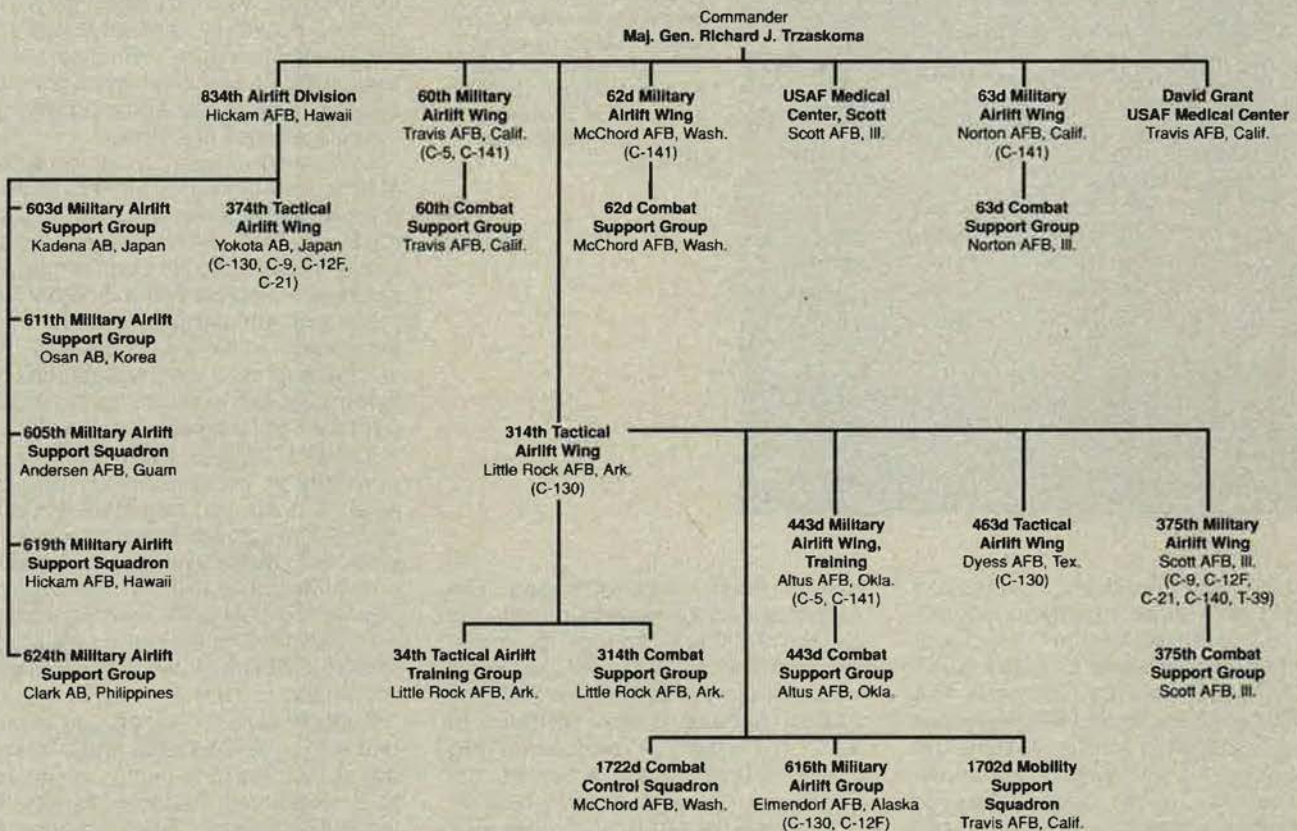 Commander
Maj. Gen. Richard J. Trzaskoma
834th Airlift Division
Hickam AFB, Hawaii
60th Military
Airlift Wing
Travis AFB, Calif.
(C-5, C-141)
62d Military
Airlift Wing
McChord AFB, Wash.
(C-141)
USAF Medical
Center, Scott
Scott AFB, Ill.
63d Military
Airlift Wing
Norton AFB, Calif.
(C-141)
David Grant
USAF Medical Center
Travis AFB, Calif.
603d Military Airlift
Support Group
Kadena AB, Japan
374th Tactical
Airlift Wing
Yokota AB, Japan
(C-130, C-9, C-12F,
C-21)
60th Combat
Support Group
Travis AFB, Calif.
62d Combat
Support Group
McChord AFB, Wash.
63d Combat
Support Group
Norton AFB, Ill.
611th Military Airlift
Support Group
Osan AB, Korea
605th Military Airlift
Support Squadron
Andersen AFB, Guam
314th Tactical
Airlift Wing
Little Rock AFB, Ark.
(C-130)
619th Military Airlift
Support Squadron
Hickam AFB, Hawaii
443d Military
Airlift Wing,
Training
Altus AFB, Okla.
(C-5, C-141)
463d Tactical
Airlift Wing
Dyess AFB, Tex.
(C-130)
375th Military
Airlift Wing
Scott AFB, Ill.
(C-9, C-12F,
C-21, C-140, T-39)
624th Military Airlift
Support Group
Clark AB, Philippines
34th Tactical Airlift
Training Group
Little Rock AFB, Ark.
314th Combat
Support Group
Little Rock AFB, Ark.
443d Combat
Support Group
Altus AFB, Okla.
375th Combat
Support Group
Scott AFB, Ill.
1722d Combat
Control Squadron
McChord AFB, Wash.
616th Military
Airlift Group
Elmendorf AFB, Alaska
(C-130, C-12F)
1702d Mobility
Support
Squadron
Travis AFB, Calif.